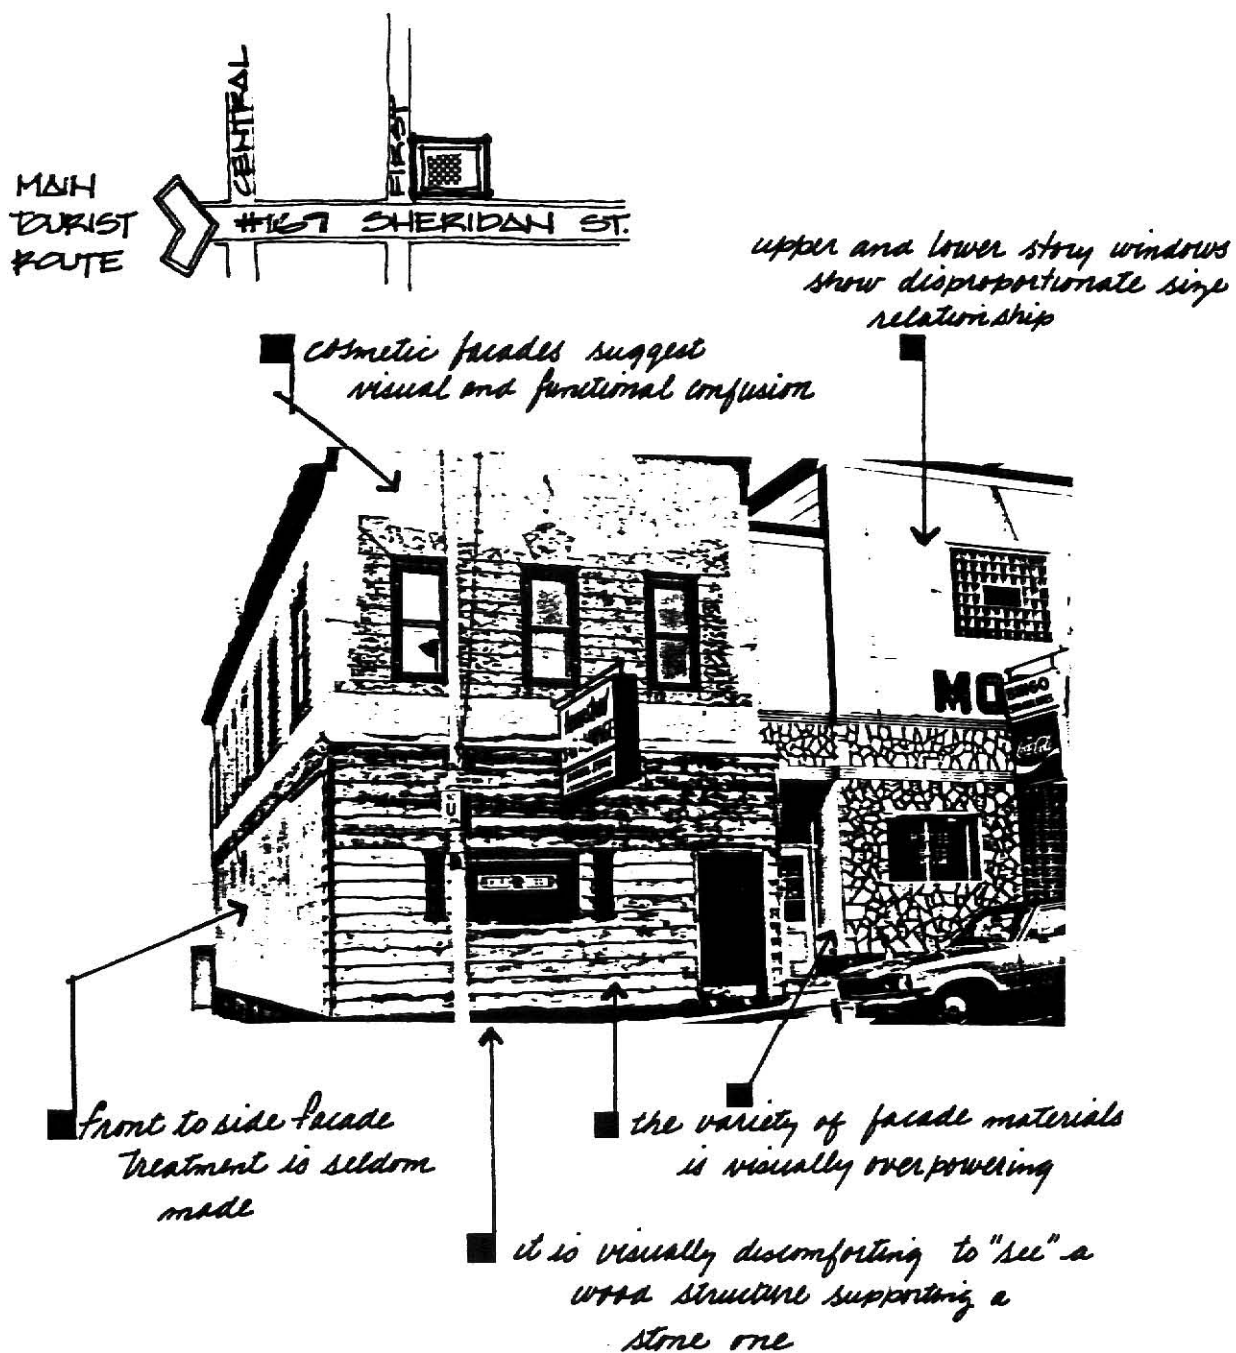 CENTRAL
FIRST
MAIN
TOURIST
ROUTE
#167 SHERIDAN ST.
upper and lower story windows
show disproportionate size
relationship
cosmetic facades suggest
visual and functional confusion
MO
BINGO
front to side facade
treatment is seldom
made
the variety of facade materials
is visually overpowering
it is visually discomforting to "see" a
wood structure supporting a
stone one